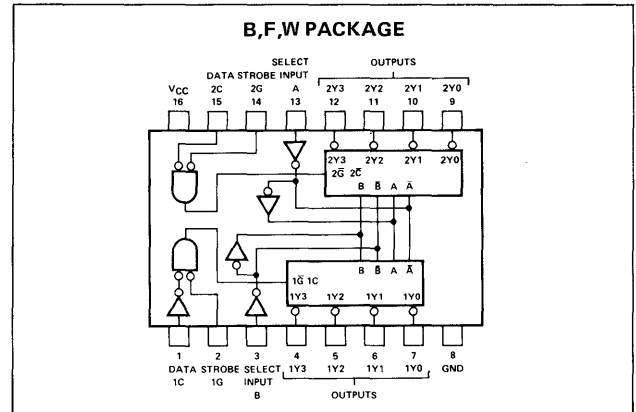 B,F,W PACKAGE
SELECT OUTPUTS
DATA STROBE INPUT
VCC 2C 2G A 2Y3 2Y2 2Y1 2Y0
16 15 14 13 12 11 10 9
2Y3 2Y2 2Y1 2Y0
2G̅ 2C̅
B B̅ A A̅
B B̅ A A̅
1G̅ 1C
1Y3 1Y2 1Y1 1Y0
1 2 3 4 5 6 7 8
DATA STROBE SELECT 1Y3 1Y2 1Y1 1Y0 GND
1C 1G INPUT
B OUTPUTS